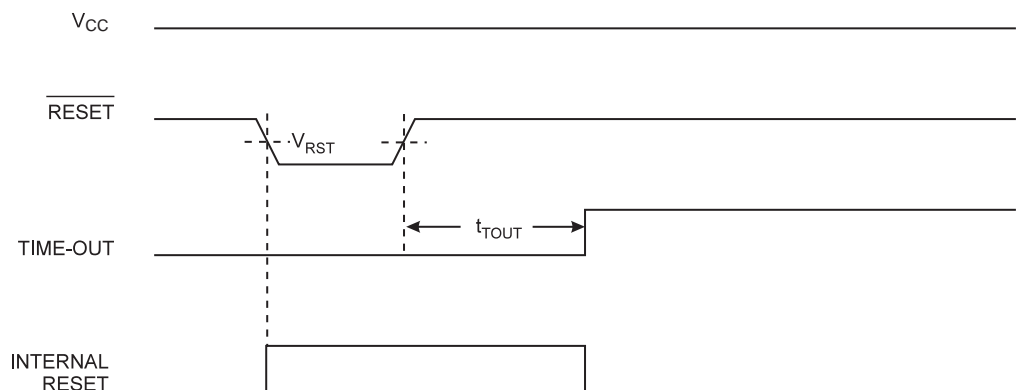 VCC
RESET
VRST
tTOUT
TIME-OUT
INTERNAL
RESET